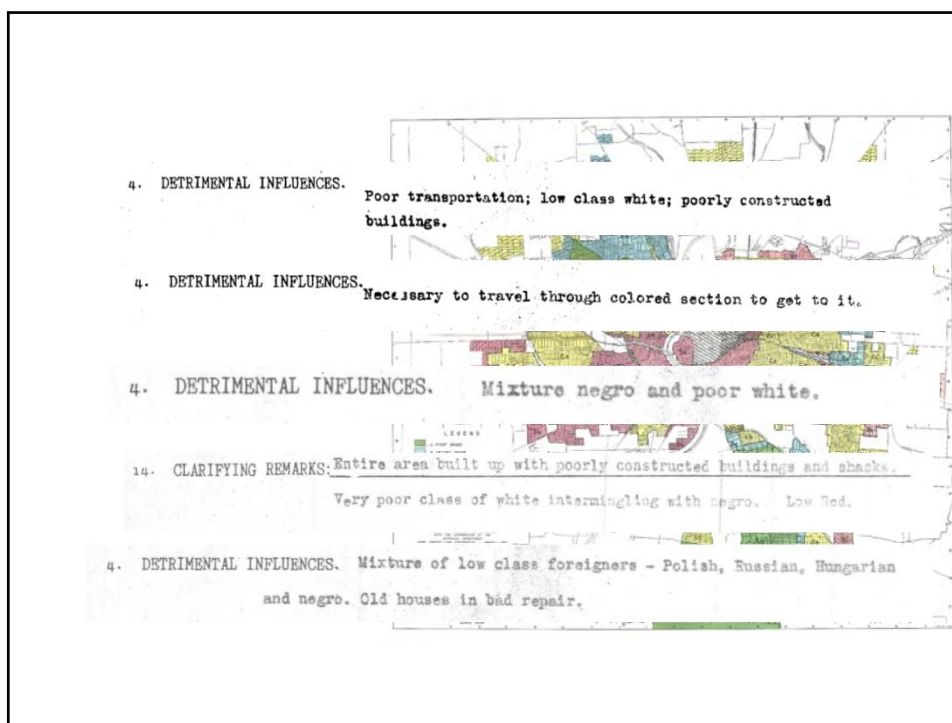 4. DETRIMENTAL INFLUENCES.
Poor transportation; low class white; poorly constructed
buildings.
4. DETRIMENTAL INFLUENCES.
Necessary to travel through colored section to get to it.
4. DETRIMENTAL INFLUENCES. Mixture negro and poor white.
LEGEND
14. CLARIFYING REMARKS: Entire area built up with poorly constructed buildings and shacks.
Very poor class of white intermingling with negro. Low Red.
4. DETRIMENTAL INFLUENCES. Mixture of low class foreigners - Polish, Russian, Hungarian
and negro. Old houses in bad repair.